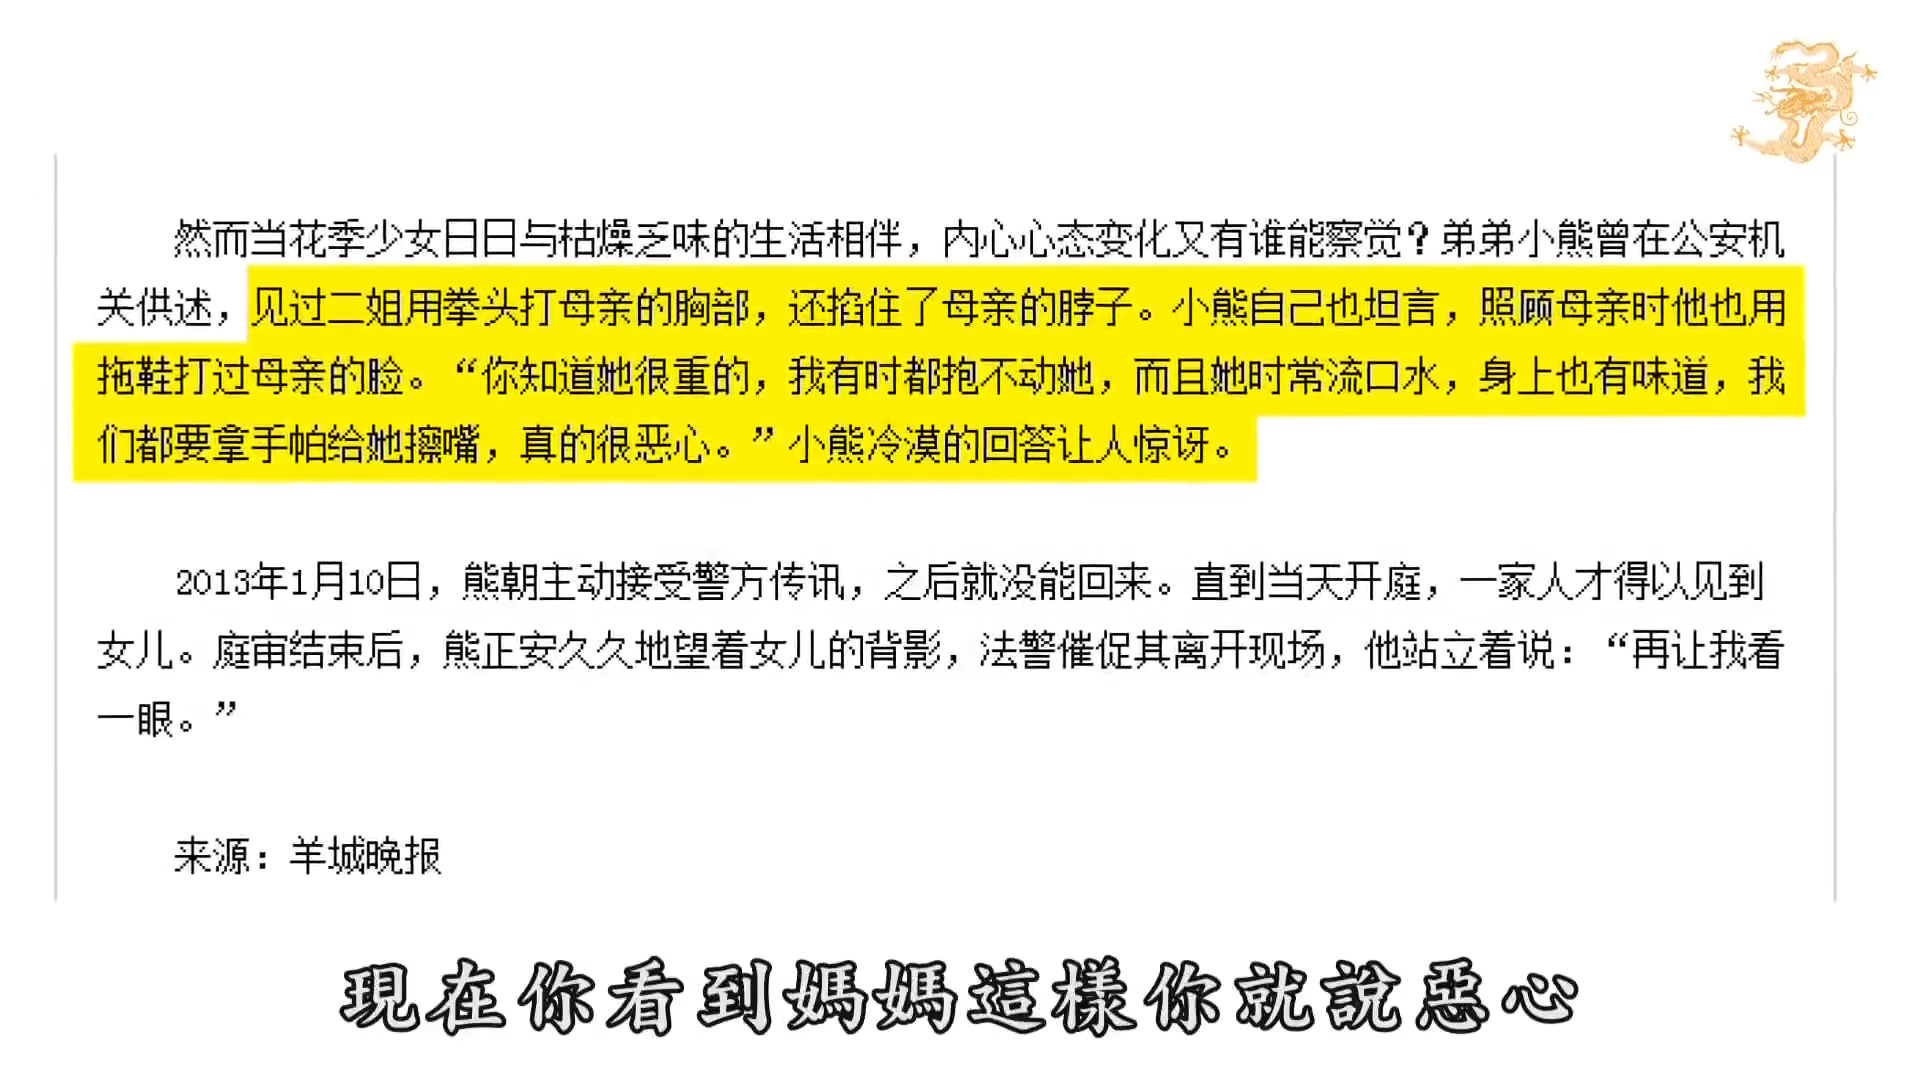 然而当花季少女日日与枯燥乏味的生活相伴，内心心态变化又有谁能察觉？弟弟小熊曾在公安机
关供述，见过二姐用拳头打母亲的胸部，还掐住了母亲的脖子。小熊自己也坦言，照顾母亲时他也用
拖鞋打过母亲的脸。“你知道她很重的，我有时都抱不动她，而且她时常流口水，身上也有味道，我
们都要拿手帕给她擦嘴，真的很恶心。”小熊冷漠的回答让人惊讶。
2013年1月10日，熊朝主动接受警方传讯，之后就没能回来。直到当天开庭，一家人才得以见到
女儿。庭审结束后，熊正安久久地望着女儿的背影，法警催促其离开现场，他站立着说：“再让我看
一眼。”
来源：羊城晚报
現在你看到媽媽這樣你就說惡心